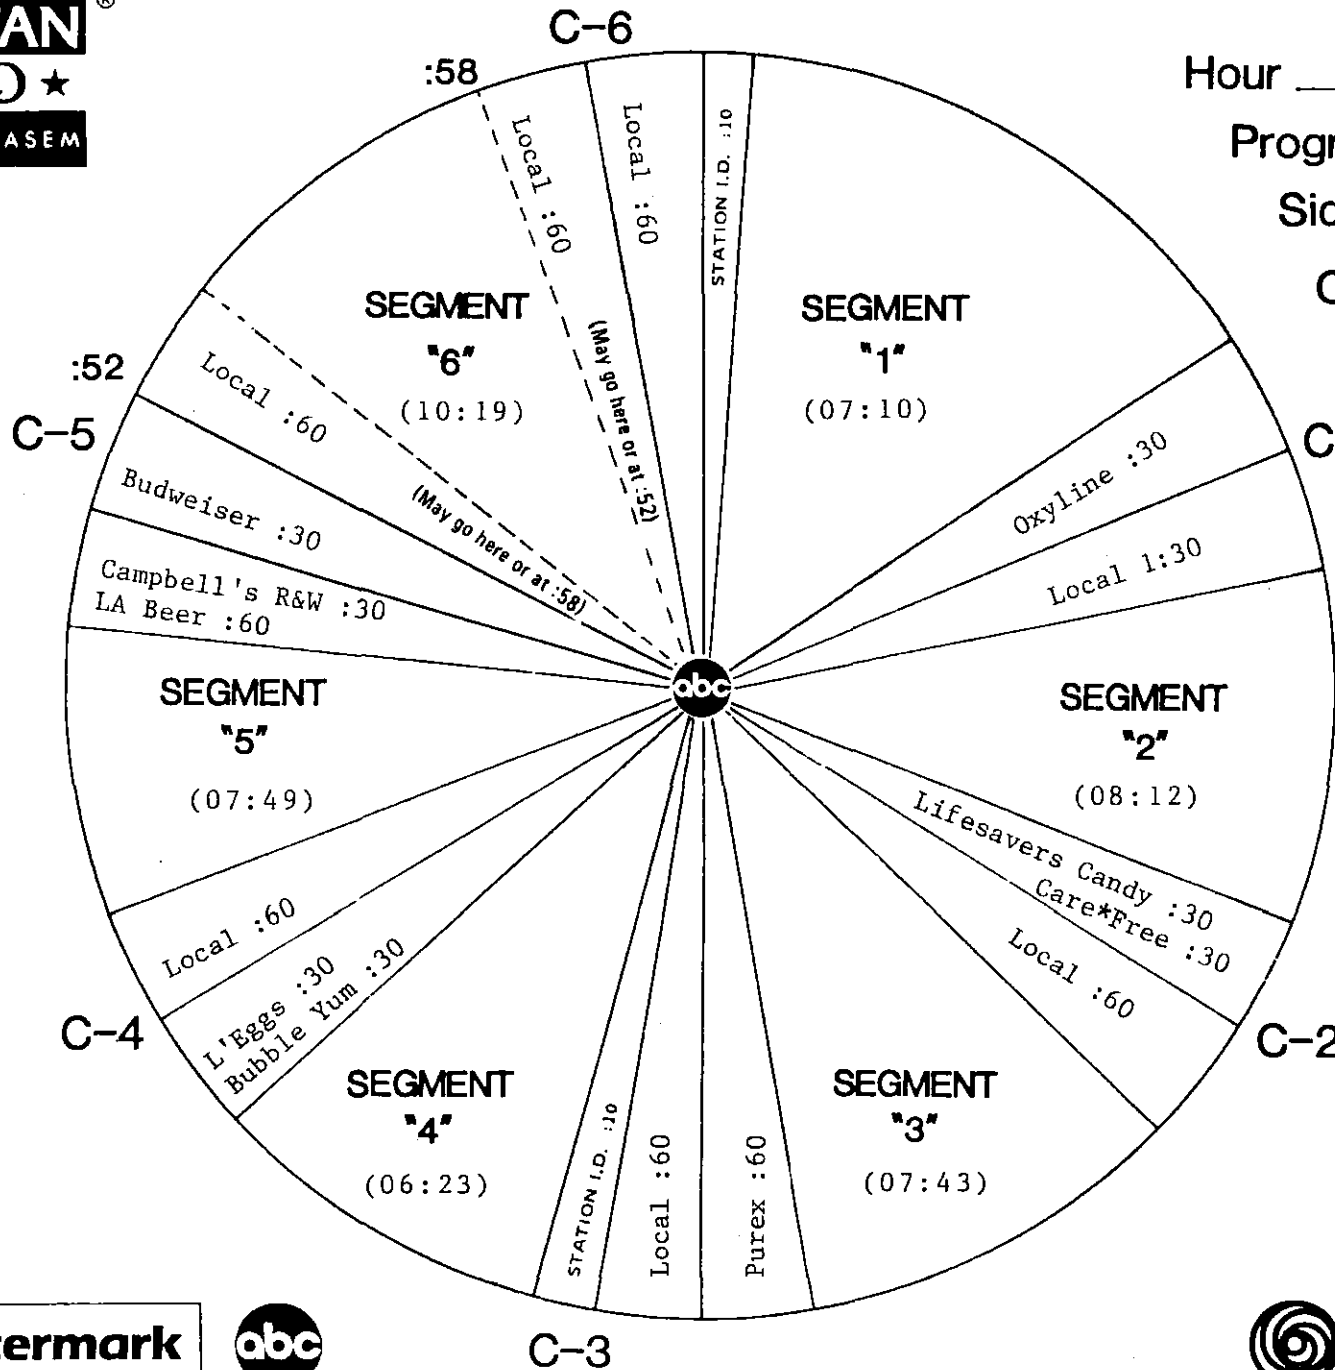 C-6
:58
Hour
Local :60
Local :60
STATION I.D. :10
(May go here or at :52)
SEGMENT
"6"
(10:19)
SEGMENT
"1"
(07:10)
:52
C-5
Local :60
(May go here or at :58)
Oxyline :30
Local 1:30
Budweiser :30
Campbell's R&W :30
LA Beer :60
abc
SEGMENT
"5"
(07:49)
SEGMENT
"2"
(08:12)
Lifesavers Candy :30
Care*Free :30
Local :60
C-2
Local :60
C-4
L'Eggs :30
Bubble Yum :30
SEGMENT
"4"
(06:23)
STATION I.D. :10
Local :60
Purex :60
SEGMENT
"3"
(07:43)
C-3
abc